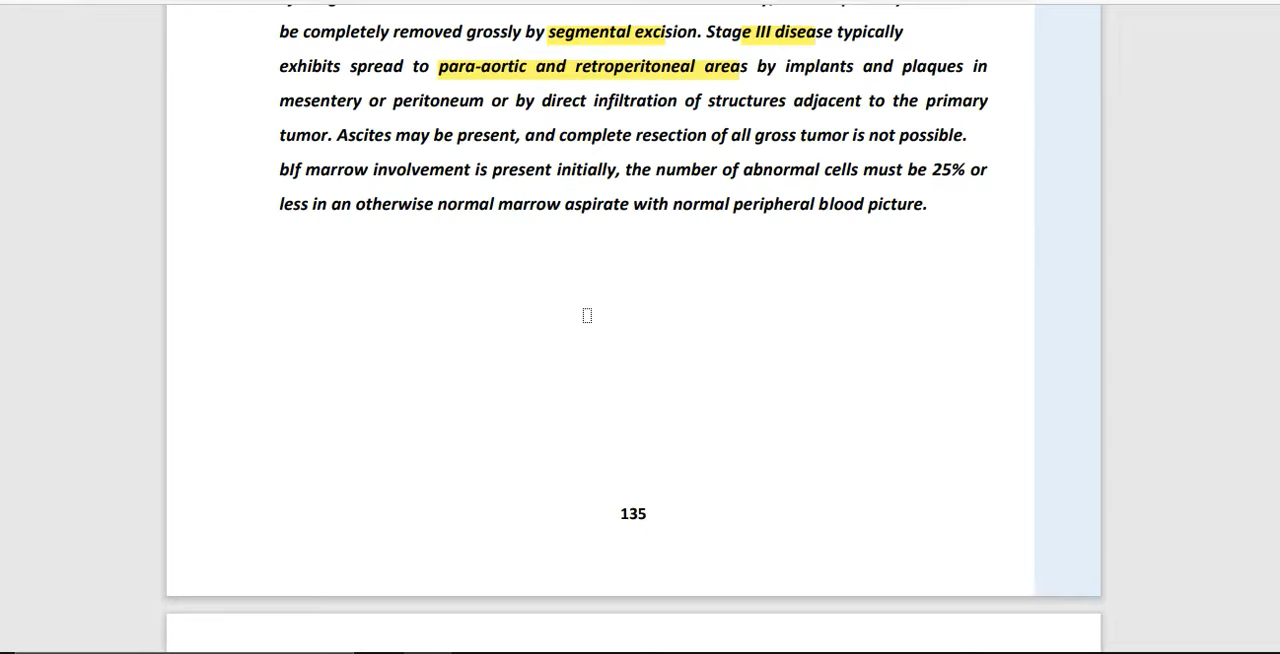 be completely removed grossly by segmental excision. Stage III disease typically
exhibits spread to para-aortic and retroperitoneal areas by implants and plaques in
mesentery or peritoneum or by direct infiltration of structures adjacent to the primary
tumor. Ascites may be present, and complete resection of all gross tumor is not possible.
bIf marrow involvement is present initially, the number of abnormal cells must be 25% or
less in an otherwise normal marrow aspirate with normal peripheral blood picture.
135